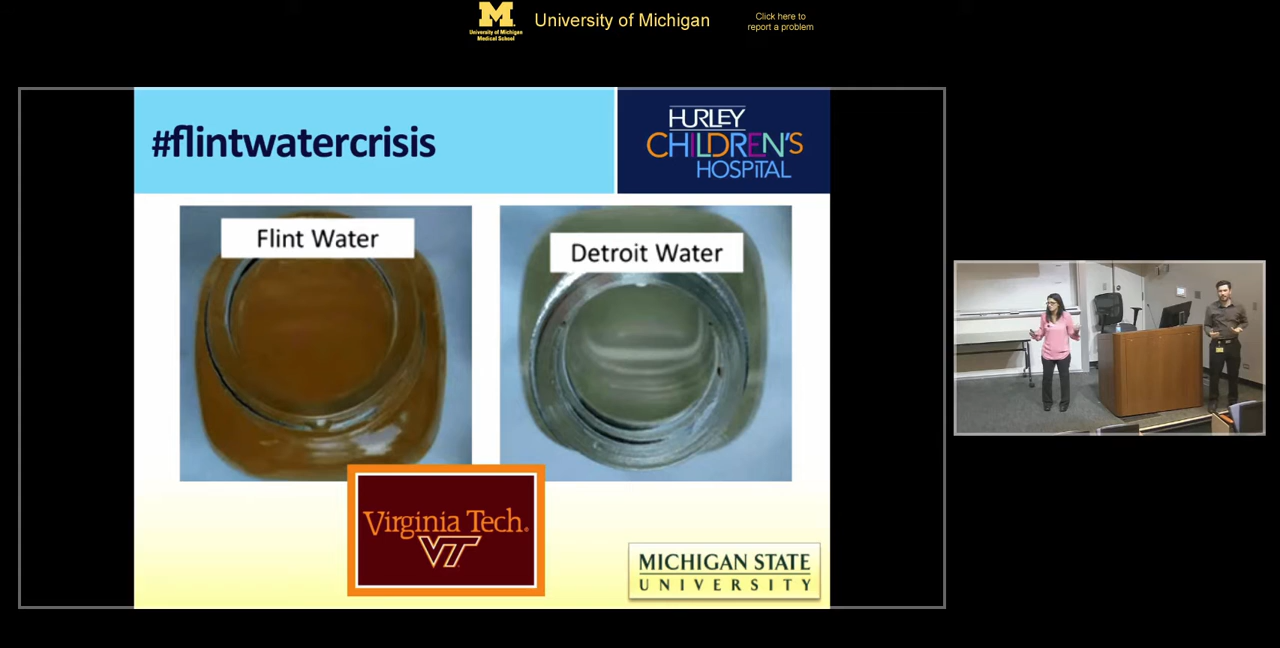 M
University of Michigan
Medical School
University of Michigan
Click here to
report a problem
#flintwatercrisis
HURLEY
CHILDREN'S
HOSPITAL
Flint Water
Detroit Water
Virginia Tech®
VT
MICHIGAN STATE
UNIVERSITY